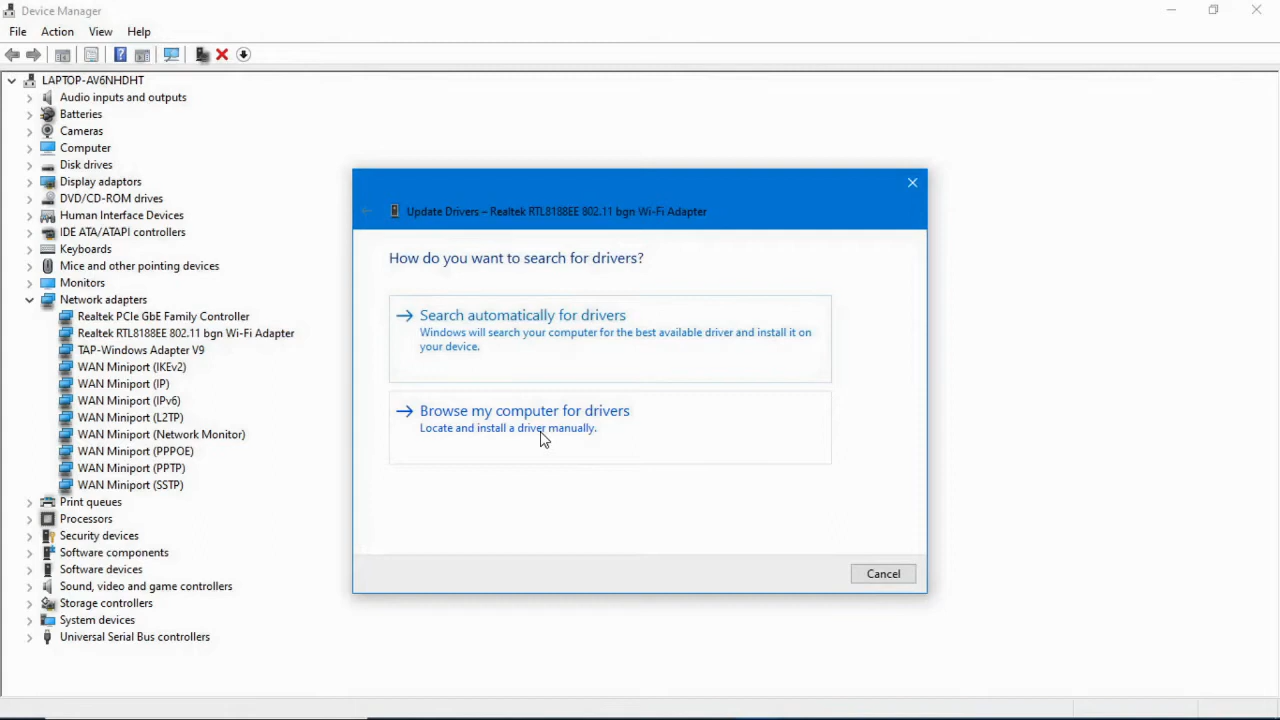 Device Manager
File Action View Help
LAPTOP-AV6NHDHT
Audio inputs and outputs
Batteries
Cameras
Computer
Disk drives
Display adaptors
DVD/CD-ROM drives
Human Interface Devices
IDE ATA/ATAPI controllers
Keyboards
Mice and other pointing devices
Monitors
Network adapters
Realtek PCIe GbE Family Controller
Realtek RTL8188EE 802.11 bgn Wi-Fi Adapter
TAP-Windows Adapter V9
WAN Miniport (IKEv2)
WAN Miniport (IP)
WAN Miniport (IPv6)
WAN Miniport (L2TP)
WAN Miniport (Network Monitor)
WAN Miniport (PPPOE)
WAN Miniport (PPTP)
WAN Miniport (SSTP)
Print queues
Processors
Security devices
Software components
Software devices
Sound, video and game controllers
Storage controllers
System devices
Universal Serial Bus controllers
Update Drivers – Realtek RTL8188EE 802.11 bgn Wi-Fi Adapter
How do you want to search for drivers?
Search automatically for drivers
Windows will search your computer for the best available driver and install it on
your device.
Browse my computer for drivers
Locate and install a driver manually.
Cancel